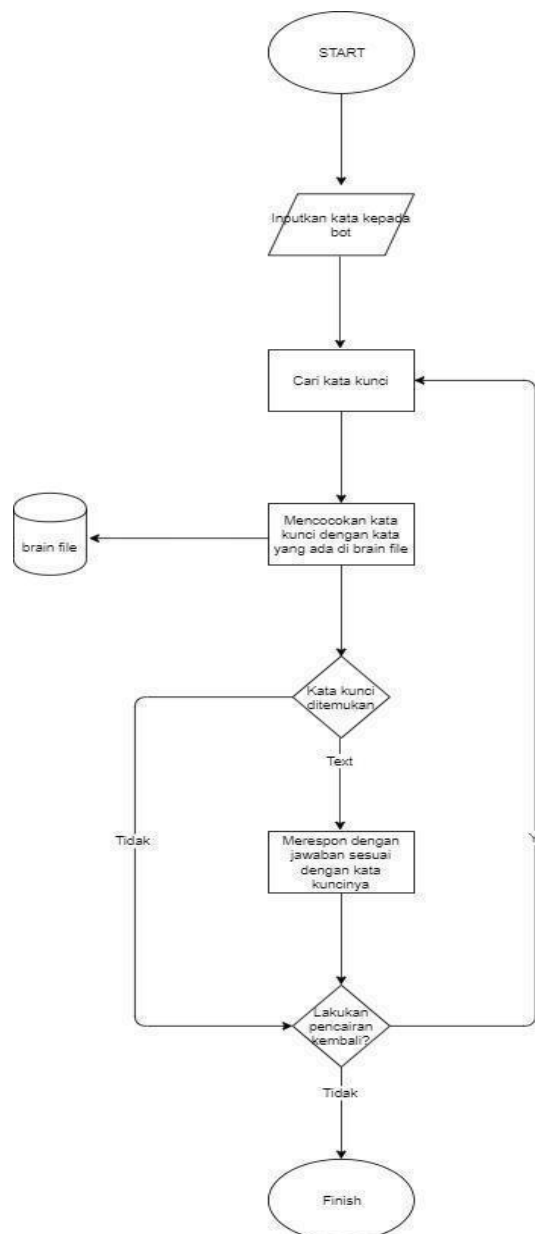 START
Inputkan kata kepada
bot
Cari kata kunci
Mencocokan kata
kunci dengan kata
yang ada di brain file
brain file
Kata kunci
ditemukan
Text
Tidak
Merespon dengan
jawaban sesuai
dengan kata
kuncinya
Lakukan
pencairan
kembali?
Tidak
Finish